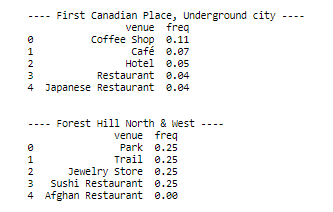 ---- First Canadian Place, Underground city ----
venue freq
0 Coffee Shop 0.11
1 Café 0.07
2 Hotel 0.05
3 Restaurant 0.04
4 Japanese Restaurant 0.04
---- Forest Hill North & West ----
venue freq
0 Park 0.25
1 Trail 0.25
2 Jewelry Store 0.25
3 Sushi Restaurant 0.25
4 Afghan Restaurant 0.00